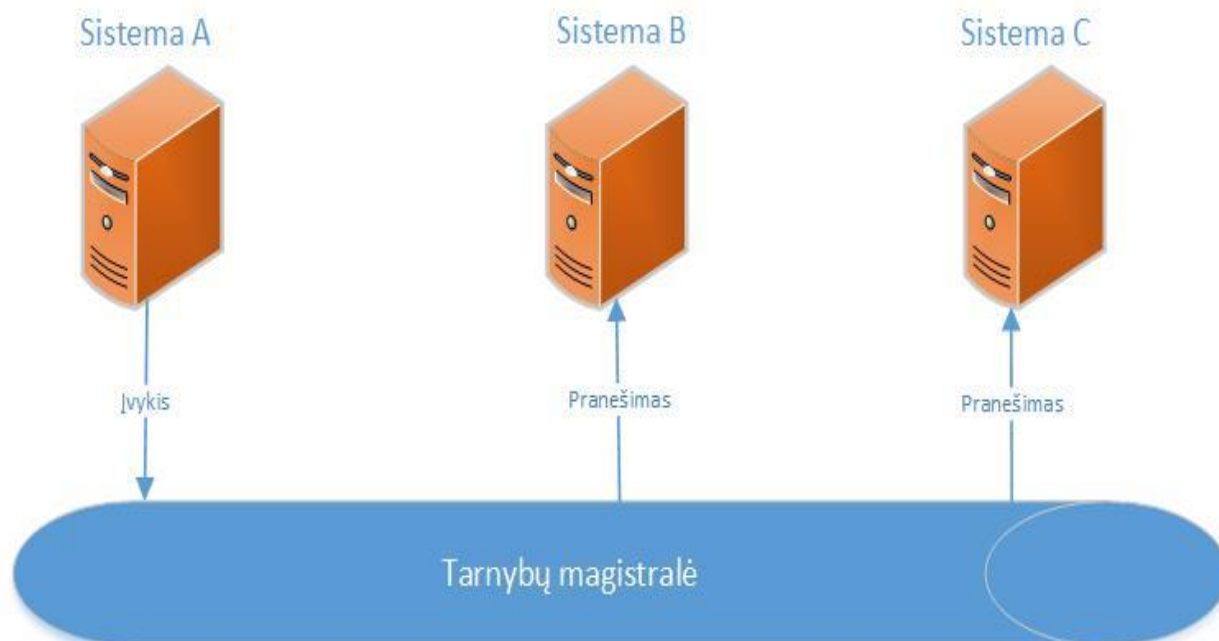 Sistema A
Sistema B
Sistema C
Įvykis
Pranešimas
Pranešimas
Tarnybų magistralė